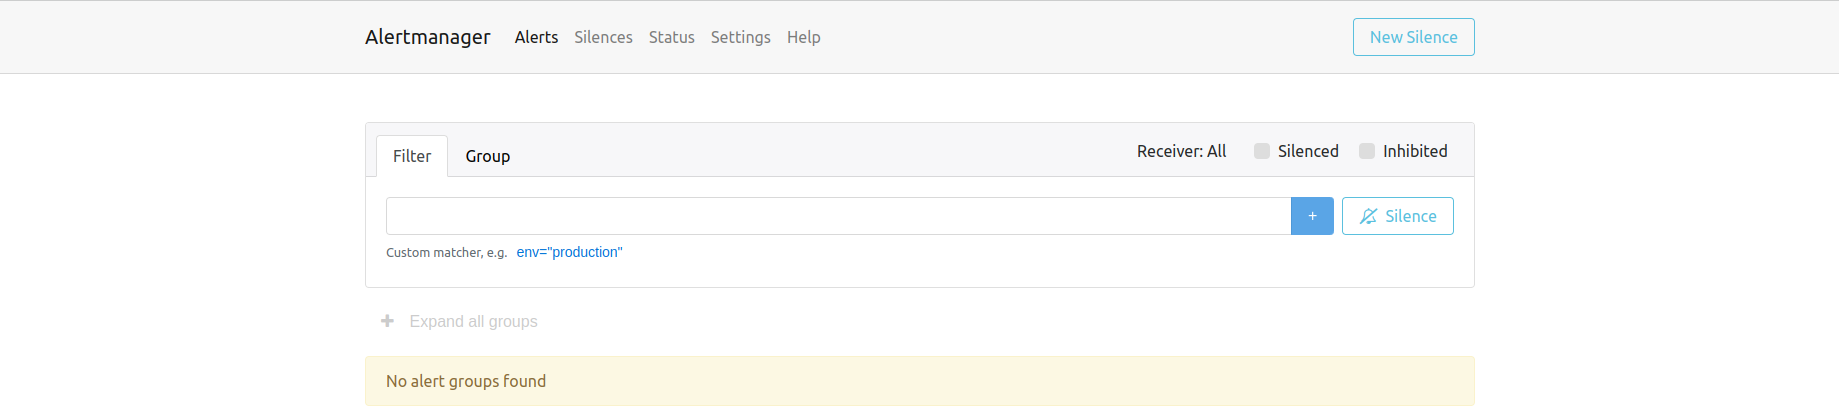 Alertmanager Alerts Silences Status Settings Help New Silence
Filter Group Receiver: All Silenced Inhibited
+ Silence
Custom matcher, e.g. env="production"
+ Expand all groups
No alert groups found